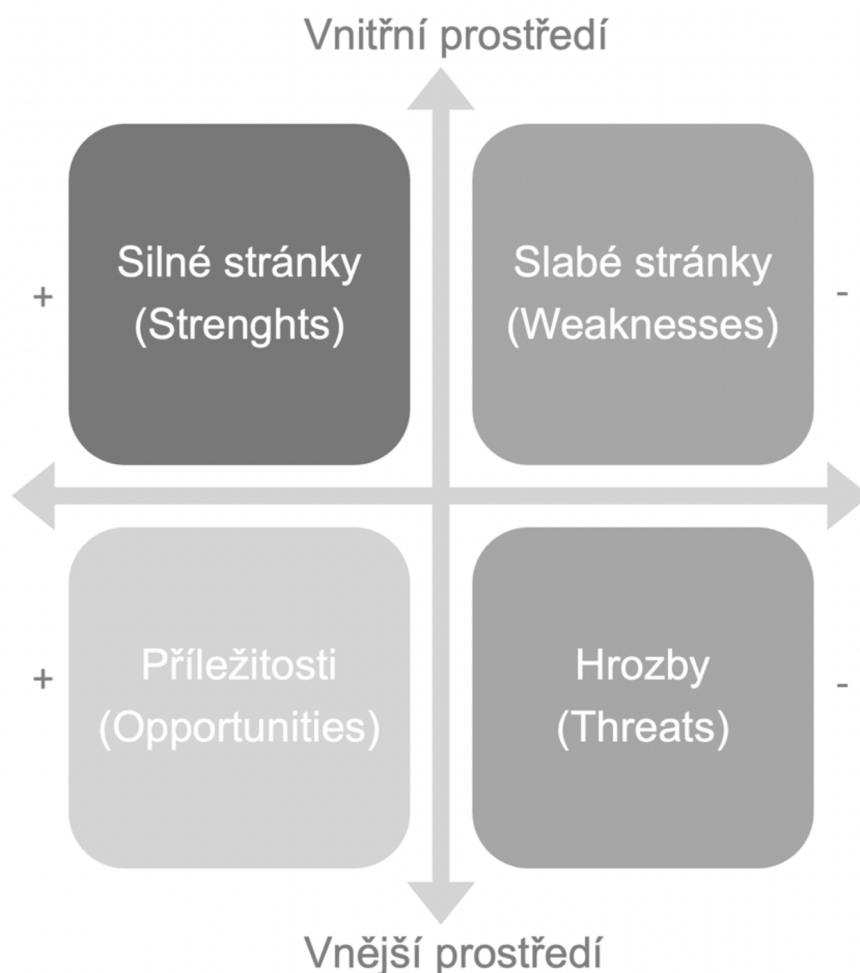 Vnitřní prostředí
Silné stránky
(Strenghts)
Slabé stránky
(Weaknesses)
+
-
Příležitosti
(Opportunities)
Hrozby
(Threats)
+
-
Vnější prostředí